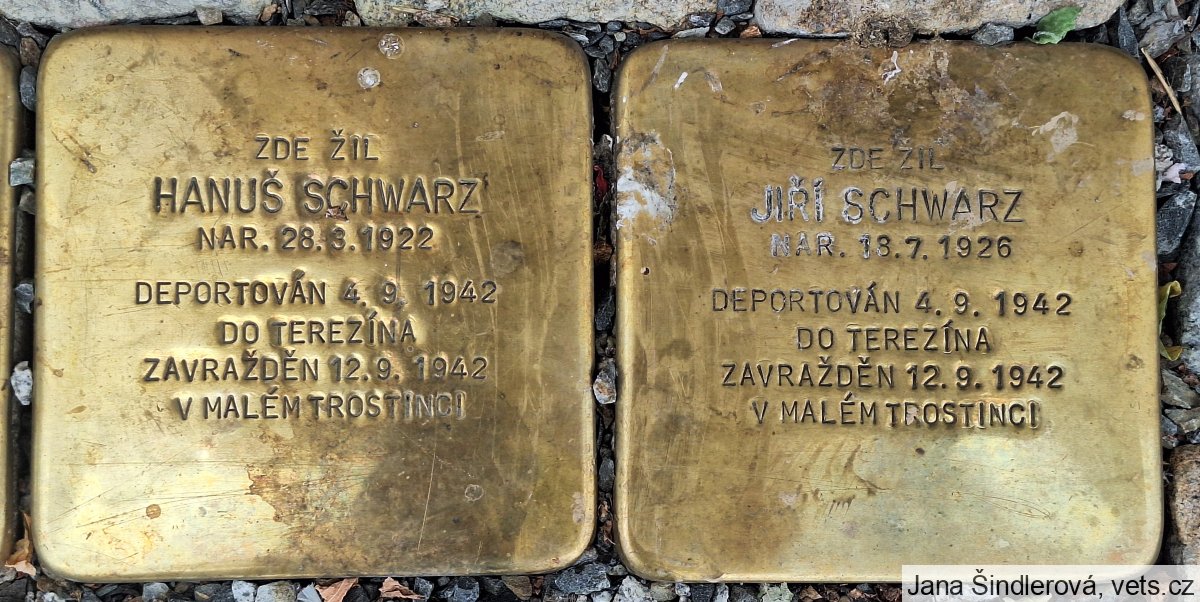 ZDE ŽIL
HANUŠ SCHWARZ
NAR. 28.3.1922
DEPORTOVÁN 4. 9. 1942
DO TEREZÍNA
ZAVRAŽDĚN 12.9. 1942
V MALÉM TROSTINCI
ZDE ŽIL
JIŘÍ SCHWARZ
NAR. 18.7.1926
DEPORTOVÁN 4. 9. 1942
DO TEREZÍNA
ZAVRAŽDĚN 12.9. 1942
V MALÉM TROSTINCI
Jana Šindlerová, vets.cz